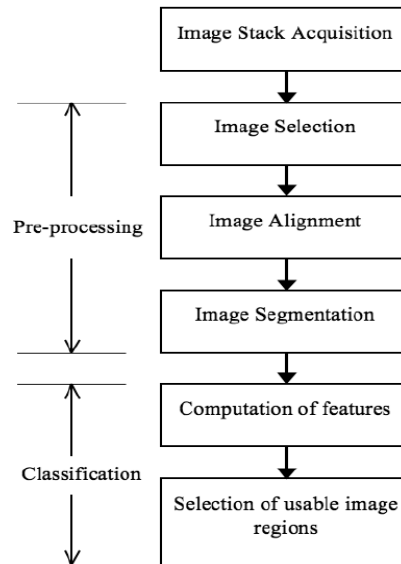 Image Stack Acquisition
Image Selection
Pre-processing
Image Alignment
Image Segmentation
Computation of features
Classification
Selection of usable image
regions